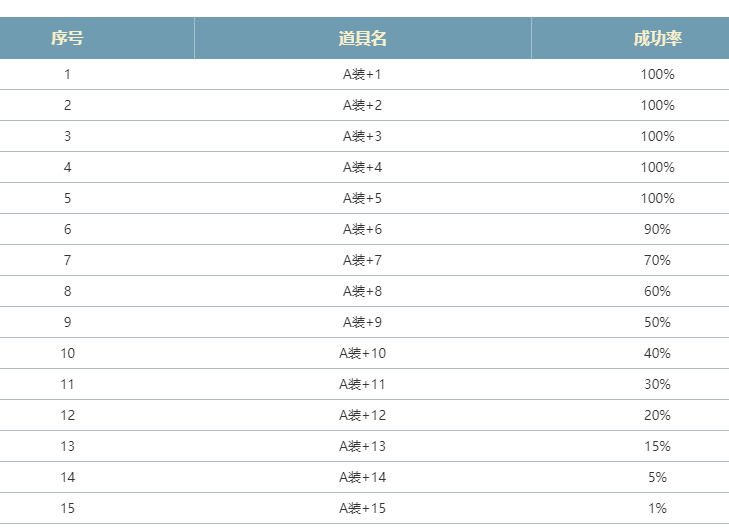 序号 道具名 成功率
1 A装+1 100%
2 A装+2 100%
3 A装+3 100%
4 A装+4 100%
5 A装+5 100%
6 A装+6 90%
7 A装+7 70%
8 A装+8 60%
9 A装+9 50%
10 A装+10 40%
11 A装+11 30%
12 A装+12 20%
13 A装+13 15%
14 A装+14 5%
15 A装+15 1%